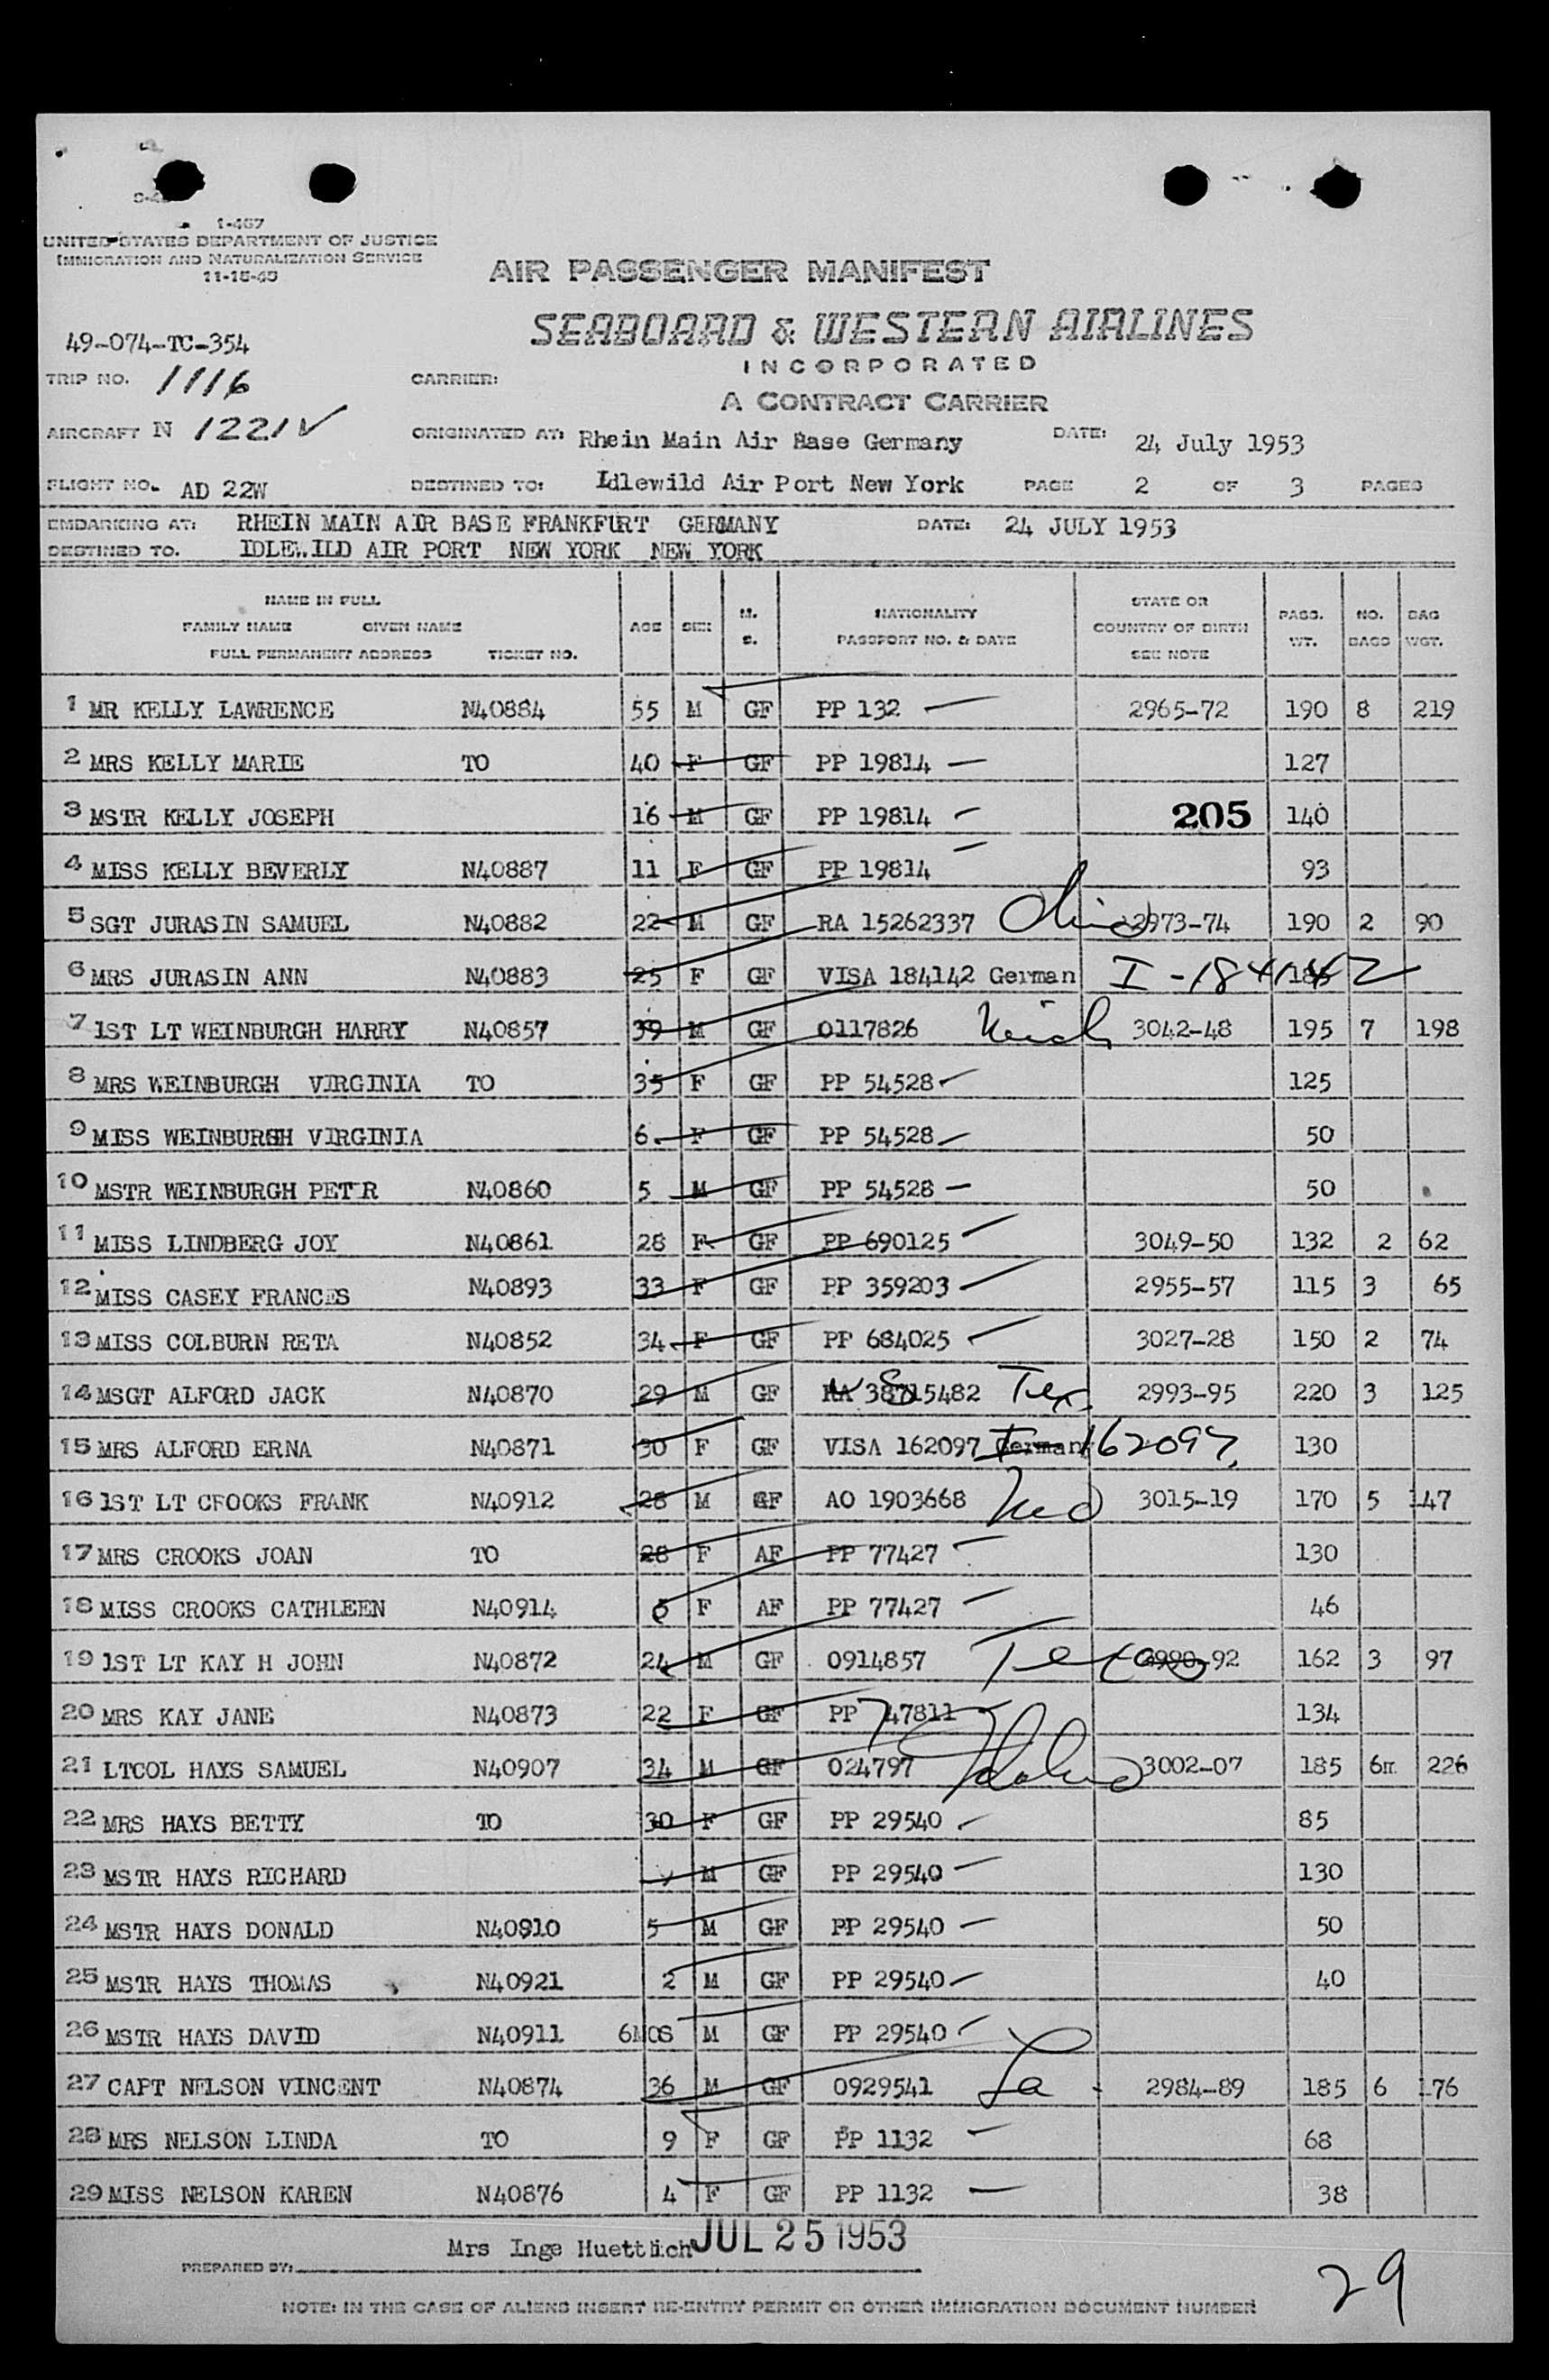 1-467
UNITED STATES DEPARTMENT OF JUSTICE
IMMIGRATION AND NATURALIZATION SERVICE
11-15-45
AIR PASSENGER MANIFEST
SEABOARD & WESTERN AIRLINES
INCORPORATED
A CONTRACT CARRIER
49-074-TC-354
TRIP NO. 1116 CARRIER:
AIRCRAFT N 1221V ORIGINATED AT: Rhein Main Air Base Germany DATE: 24 July 1953
FLIGHT NO. AD 22W DESTINED TO: Idlewild Air Port New York PAGE 2 OF 3 PAGES
EMBARKING AT: RHEIN MAIN AIR BASE FRANKFURT GERMANY DATE: 24 JULY 1953
DESTINED TO. IDLEWILD AIR PORT NEW YORK NEW YORK
NAME IN FULL
FAMILY NAME GIVEN NAME
FULL PERMANENT ADDRESS TICKET NO.
AGE SEX M. S. NATIONALITY PASSPORT NO. & DATE STATE OR COUNTRY OF BIRTH SEE NOTE PASS. WT. NO. BAGS BAG WGT.
1 MR KELLY LAWRENCE N40884 55 M GF PP 132 2965-72 190 8 219
2 MRS KELLY MARIE TO 40 F GF PP 19814 127
3 MSTR KELLY JOSEPH 16 M GF PP 19814 205 140
4 MISS KELLY BEVERLY N40887 11 F GF PP 19814 93
5 SGT JURASIN SAMUEL N40882 22 M GF RA 15262337 Ohio 2973-74 190 2 90
6 MRS JURASIN ANN N40883 25 F GF VISA 184142 German I-184142
7 1ST LT WEINBURGH HARRY N40857 39 M GF 0117826 Mich 3042-48 195 7 198
8 MRS WEINBURGH VIRGINIA TO 35 F GF PP 54528 125
9 MISS WEINBURGH VIRGINIA 6 F GF PP 54528 50
10 MSTR WEINBURGH PETR N40860 5 M GF PP 54528 50
11 MISS LINDBERG JOY N40861 28 F GF PP 690125 3049-50 132 2 62
12 MISS CASEY FRANCES N40893 33 F GF PP 359203 2955-57 115 3 65
13 MISS COLBURN RETA N40852 34 F GF PP 684025 3027-28 150 2 74
14 MSGT ALFORD JACK N40870 29 M GF RA 38715482 Tex. 2993-95 220 3 125
15 MRS ALFORD ERNA N40871 30 F GF VISA 162097 German I-162097 130
16 1ST LT CROOKS FRANK N40912 28 M GF AO 1903668 3015-19 170 5 147
17 MRS CROOKS JOAN TO 28 F AF PP 77427 130
18 MISS CROOKS CATHLEEN N40914 F AF PP 77427 46
19 1ST LT KAY H JOHN N40872 24 M GF 0914857 Texas 2990-92 162 3 97
20 MRS KAY JANE N40873 22 F GF PP 47811 134
21 LTCOL HAYS SAMUEL N40907 34 M GF 024797 Idaho 3002-07 185 6 226
22 MRS HAYS BETTY TO 30 F GF PP 29540 85
23 MSTR HAYS RICHARD M GF PP 29540 130
24 MSTR HAYS DONALD N40910 5 M GF PP 29540 50
25 MSTR HAYS THOMAS N40921 2 M GF PP 29540 40
26 MSTR HAYS DAVID N40911 6MOS M GF PP 29540
27 CAPT NELSON VINCENT N40874 36 M GF 0929541 La 2984-89 185 6 176
28 MRS NELSON LINDA TO 9 F GF PP 1132 68
29 MISS NELSON KAREN N40876 4 F GF PP 1132 38
PREPARED BY: Mrs Inge Huettich JUL 25 1953
29
NOTE: IN THE CASE OF ALIENS INSERT RE-ENTRY PERMIT OR OTHER IMMIGRATION DOCUMENT NUMBER